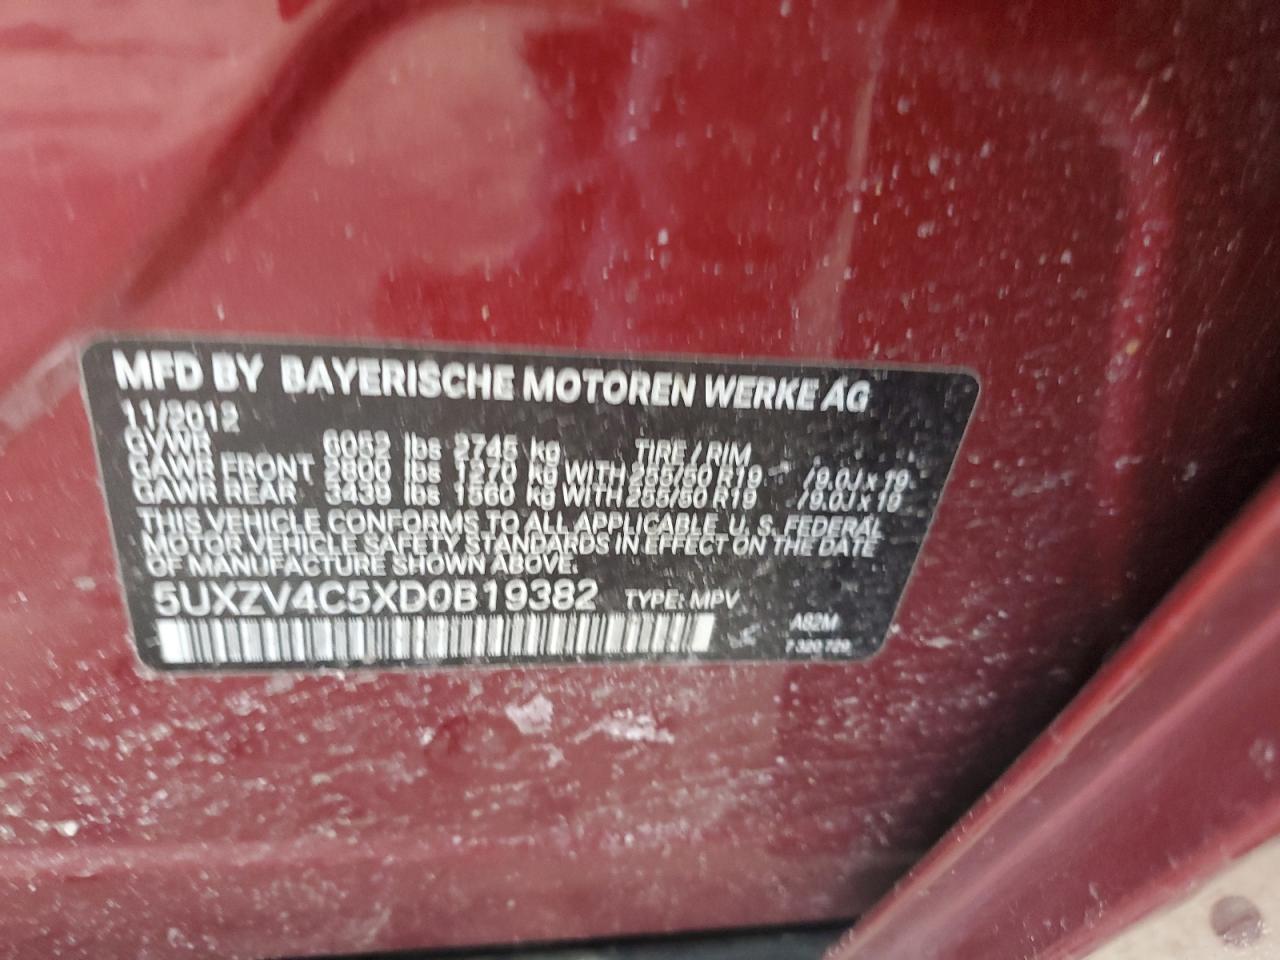 MFD BY BAYERISCHE MOTOREN WERKE AG
11/2012
GVWR 6052 lbs 2745 kg TIRE / RIM
GAWR FRONT 2800 lbs 1270 kg WITH 255/50 R19 /9.0J x 19
GAWR REAR 3439 lbs 1560 kg WITH 255/50 R19 /9.0J x 19
THIS VEHICLE CONFORMS TO ALL APPLICABLE U. S. FEDERAL
MOTOR VEHICLE SAFETY STANDARDS IN EFFECT ON THE DATE
OF MANUFACTURE SHOWN ABOVE.
5UXZV4C5XD0B19382 TYPE: MPV
7 320 729